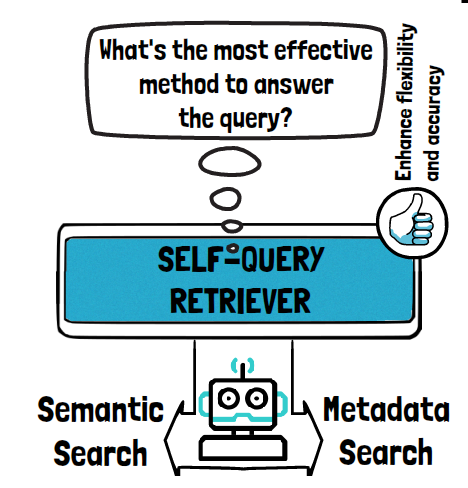 What's the most effective
method to answer
the query?
Enhance flexibility
and accuracy
SELF-QUERY
RETRIEVER
Semantic
Search
Metadata
Search